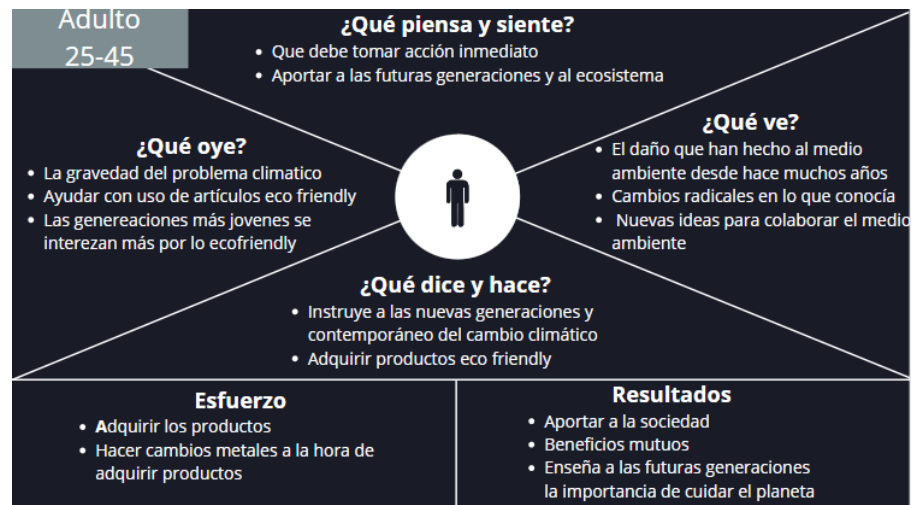 Adulto
25-45
¿Qué piensa y siente?
• Que debe tomar acción inmediato
• Aportar a las futuras generaciones y al ecosistema
¿Qué oye?
• La gravedad del problema climatico
• Ayudar con uso de artículos eco friendly
• Las genereaciones más jovenes se
interezan más por lo ecofriendly
¿Qué ve?
• El daño que han hecho al medio
ambiente desde hace muchos años
• Cambios radicales en lo que conocía
• Nuevas ideas para colaborar el medio
ambiente
¿Qué dice y hace?
• Instruye a las nuevas generaciones y
contemporáneo del cambio climático
• Adquirir productos eco friendly
Esfuerzo
• Adquirir los productos
• Hacer cambios metales a la hora de
adquirir productos
Resultados
• Aportar a la sociedad
• Beneficios mutuos
• Enseña a las futuras generaciones
la importancia de cuidar el planeta